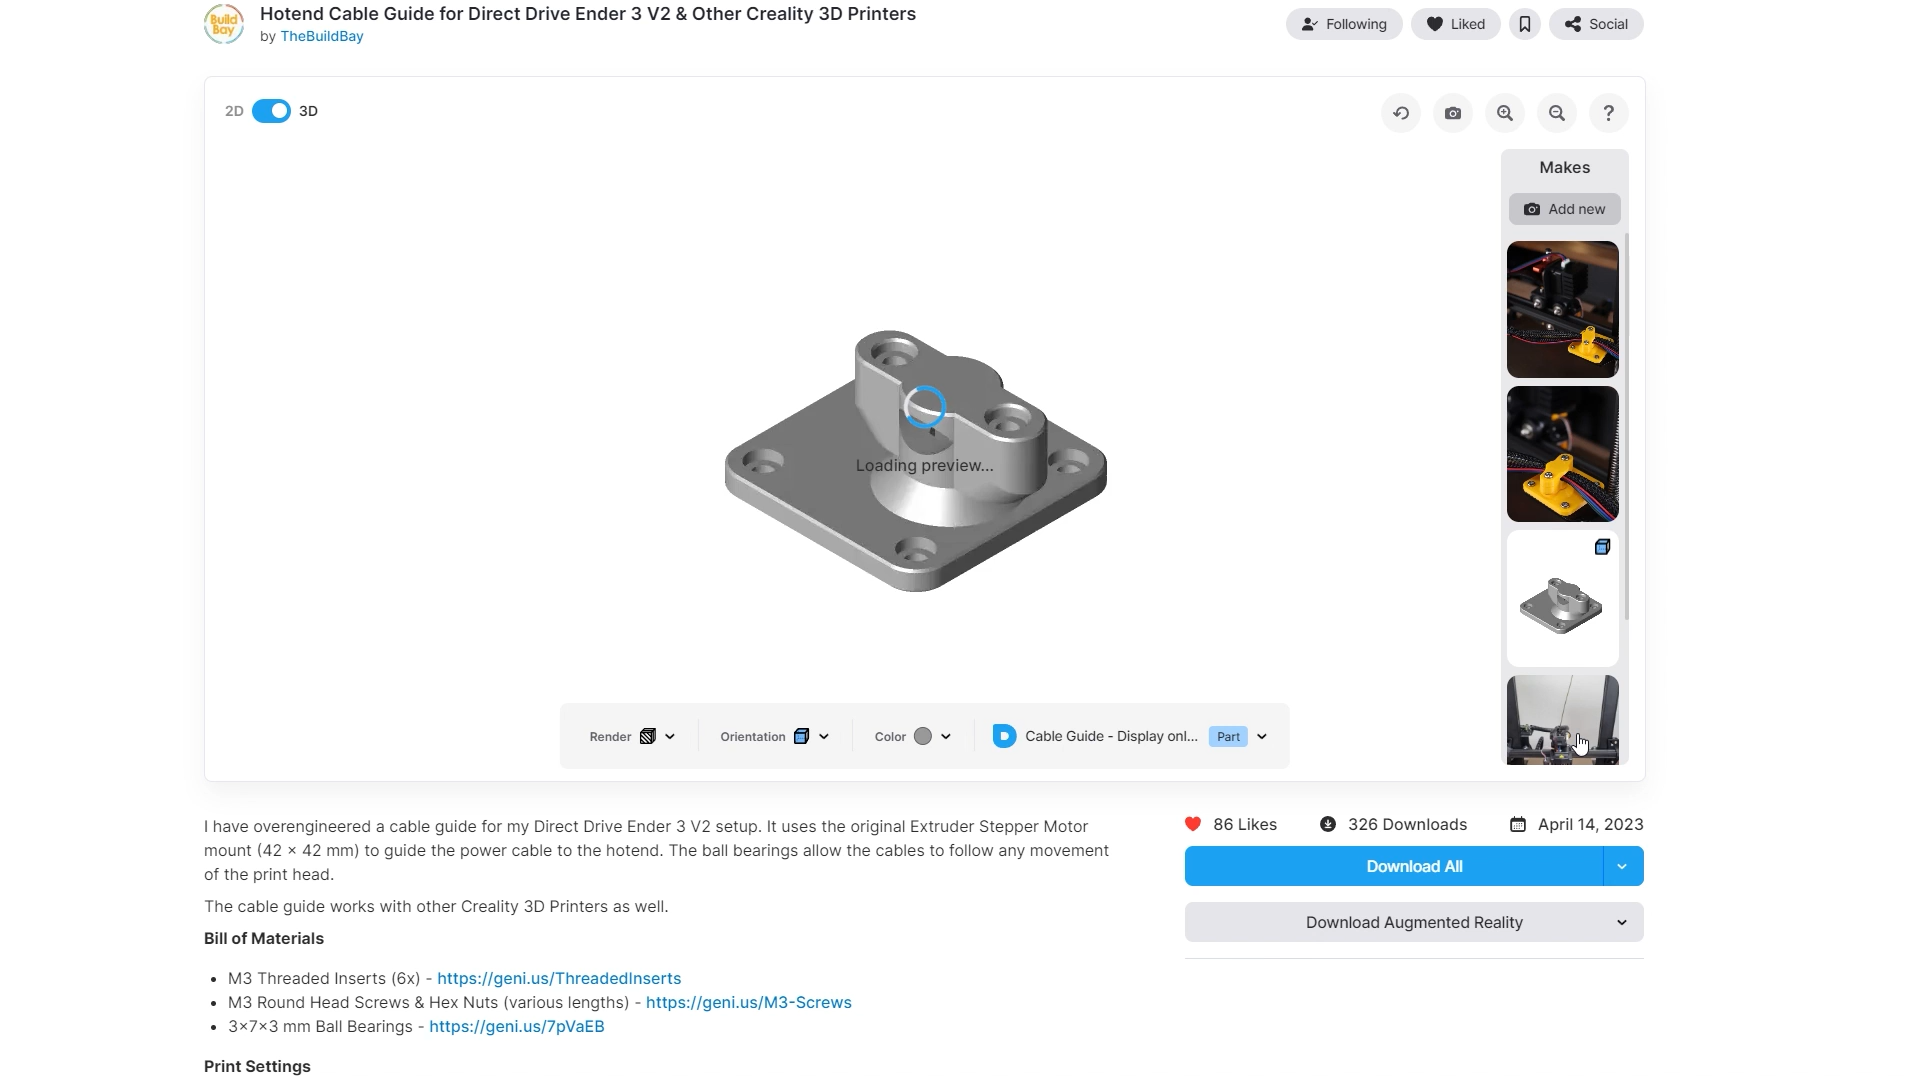 Build
Bay
Hotend Cable Guide for Direct Drive Ender 3 V2 & Other Creality 3D Printers
by TheBuildBay
Following
Liked
Social
2D
3D
?
Makes
Add new
Loading preview...
Render
Orientation
Color
Cable Guide - Display onl...
Part
I have overengineered a cable guide for my Direct Drive Ender 3 V2 setup. It uses the original Extruder Stepper Motor
mount (42 × 42 mm) to guide the power cable to the hotend. The ball bearings allow the cables to follow any movement
of the print head.
The cable guide works with other Creality 3D Printers as well.
Bill of Materials
• M3 Threaded Inserts (6x) - https://geni.us/ThreadedInserts
• M3 Round Head Screws & Hex Nuts (various lengths) - https://geni.us/M3-Screws
• 3×7×3 mm Ball Bearings - https://geni.us/7pVaEB
Print Settings
86 Likes
326 Downloads
April 14, 2023
Download All
Download Augmented Reality